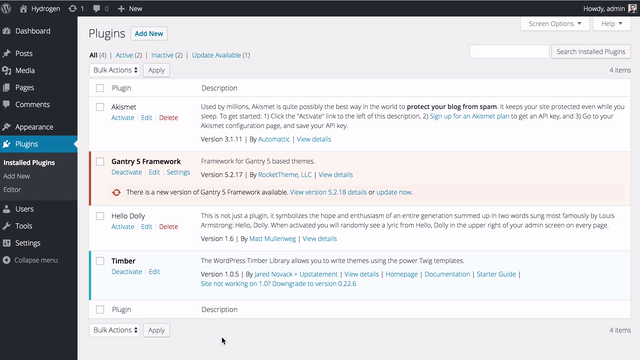 Hydrogen 1 0 New Howdy, admin
Dashboard
Posts
Media
Pages
Comments
Appearance
Plugins
Installed Plugins
Add New
Editor
Users
Tools
Settings
Collapse menu
Screen Options Help
Plugins Add New
All (4) | Active (2) | Inactive (2) | Update Available (1)
Search Installed Plugins
Bulk Actions Apply 4 items
Plugin Description
Akismet
Activate | Edit | Delete
Used by millions, Akismet is quite possibly the best way in the world to protect your blog from spam. It keeps your site protected even while you
sleep. To get started: 1) Click the "Activate" link to the left of this description, 2) Sign up for an Akismet plan to get an API key, and 3) Go to your
Akismet configuration page, and save your API key.
Version 3.1.11 | By Automattic | View details
Gantry 5 Framework
Deactivate | Edit | Settings
Framework for Gantry 5 based themes.
Version 5.2.17 | By RocketTheme, LLC | View details
There is a new version of Gantry 5 Framework available. View version 5.2.18 details or update now.
Hello Dolly
Activate | Edit | Delete
This is not just a plugin, it symbolizes the hope and enthusiasm of an entire generation summed up in two words sung most famously by Louis
Armstrong: Hello, Dolly. When activated you will randomly see a lyric from Hello, Dolly in the upper right of your admin screen on every page.
Version 1.6 | By Matt Mullenweg | View details
Timber
Deactivate | Edit
The WordPress Timber Library allows you to write themes using the power Twig templates.
Version 1.0.5 | By Jared Novack + Upstatement | View details | Homepage | Documentation | Starter Guide |
Site not working on 1.0? Downgrade to version 0.22.6
Plugin Description
Bulk Actions Apply 4 items